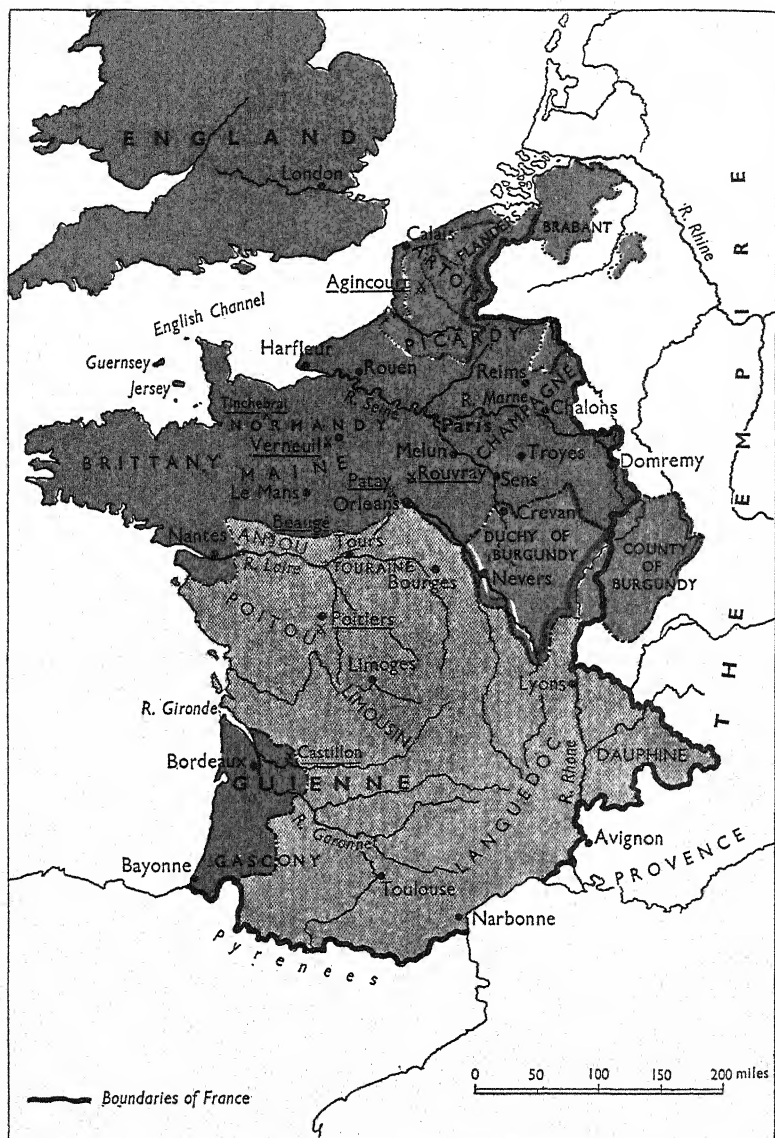 ENGLAND
London
R. Rhine
THE EMPIRE
BRABANT
FLANDERS
Calais
ARTOIS
Agincourt
English Channel
PICARDY
Harfleur
Guernsey
Rouen
Reims
Jersey
R. Marne
CHAMPAGNE
Chalons
Tinchebrai
R. Seine
NORMANDY
Paris
Verneuil
Melun
Troyes
BRITTANY
MAINE
Domremy
Patay
Rouvray
Sens
Le Mans
Orleans
Crevan
Beaugé
Nantes
ANJOU
Tours
DUCHY OF
BURGUNDY
COUNTY
OF
BURGUNDY
R. Loire
TOURAINE
Bourges
Nevers
POITOU
Poitiers
Limoges
Lyons
LIMOUSIN
R. Gironde
Castillon
DAUPHINE
Bordeaux
GUIENNE
R. Rhône
LANGUEDOC
R. Garonne
Avignon
PROVENCE
Bayonne
GASCONY
Toulouse
Narbonne
Pyrenees
Boundaries of France
0 50 100 150 200 miles